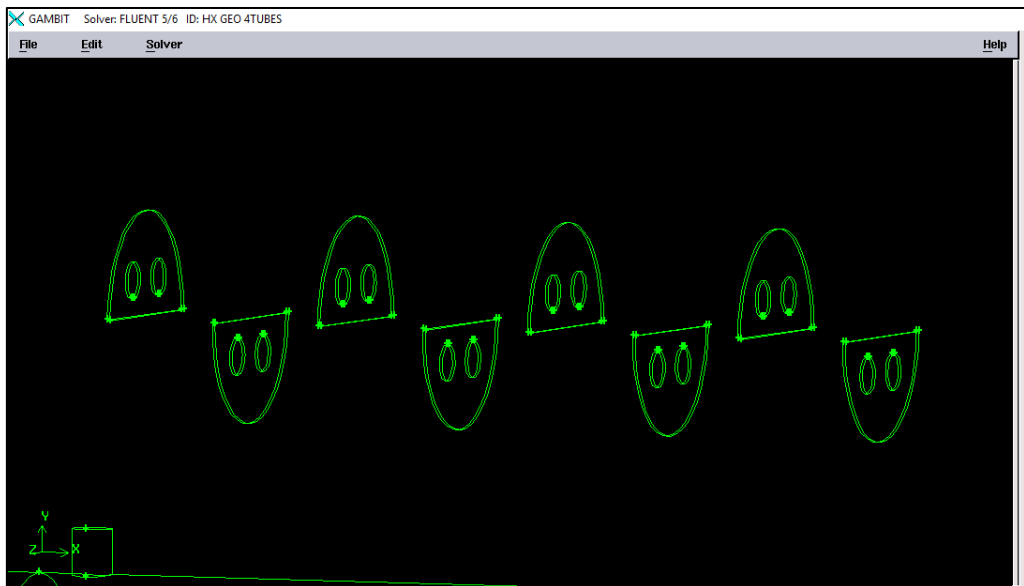 GAMBIT Solver: FLUENT 5/6 ID: HX GEO 4TUBES
File Edit Solver Help
Y
Z X